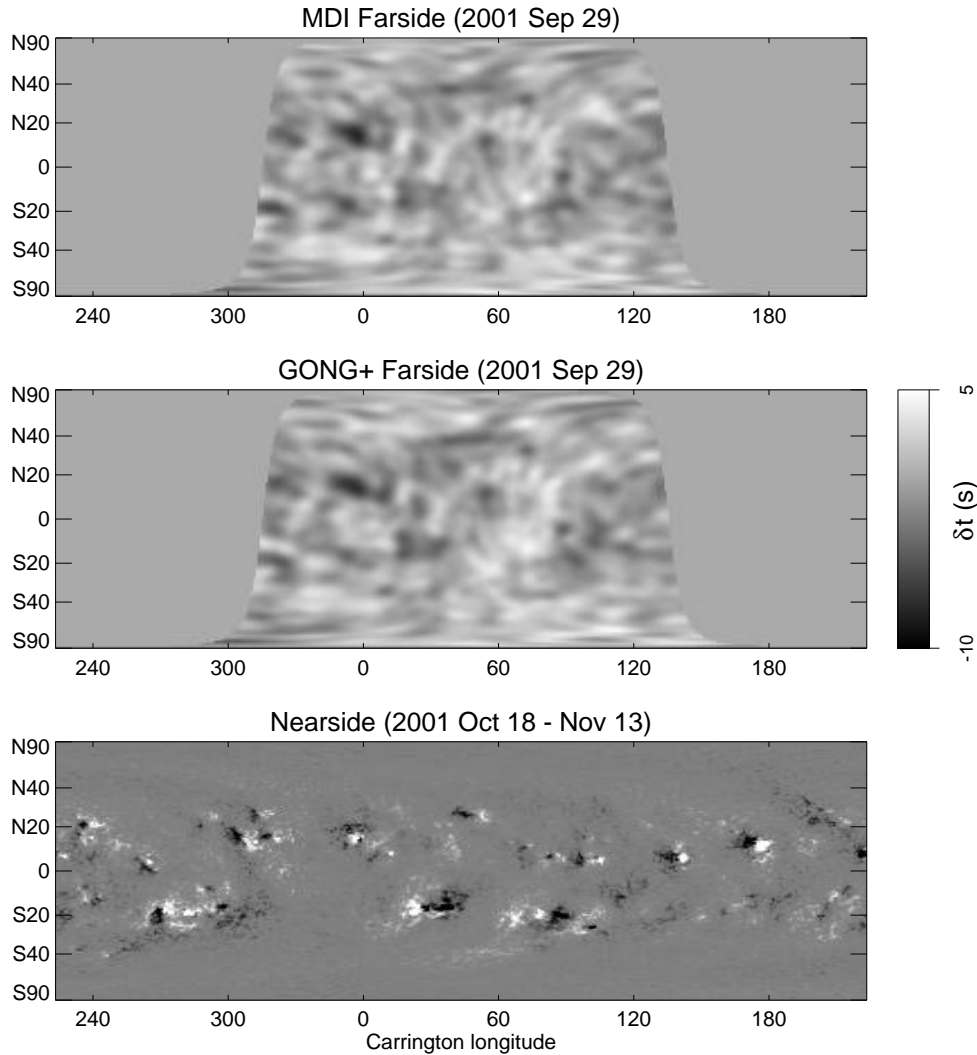 MDI Farside (2001 Sep 29)
N90
N40
N20
0
S20
S40
S90
240 300 0 60 120 180
GONG+ Farside (2001 Sep 29)
N90
N40
N20
0
S20
S40
S90
240 300 0 60 120 180
5
δt (s)
-10
Nearside (2001 Oct 18 - Nov 13)
N90
N40
N20
0
S20
S40
S90
240 300 0 60 120 180
Carrington longitude